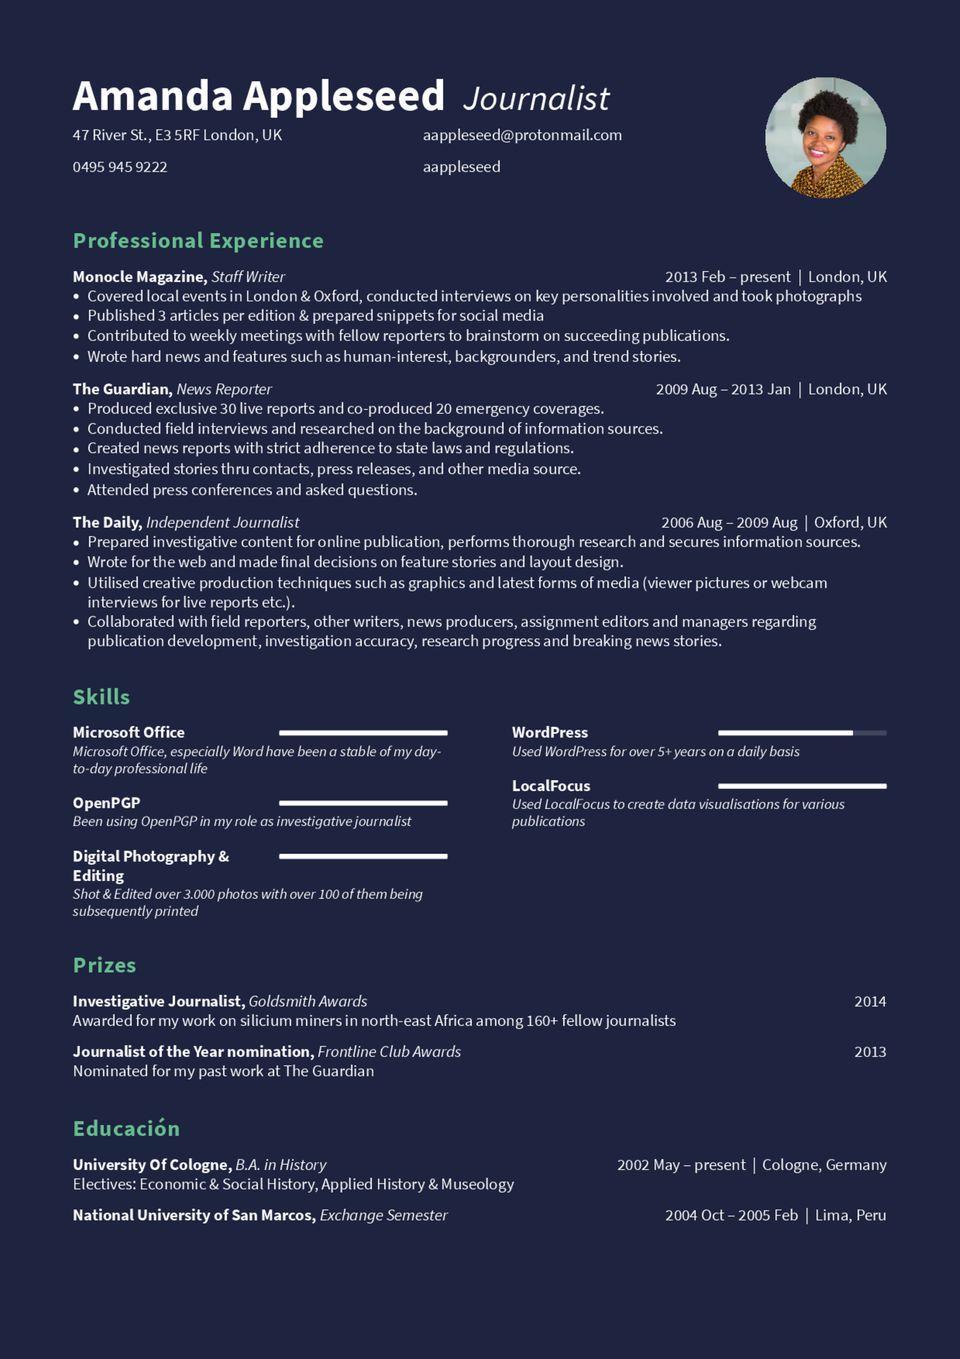 Amanda Appleseed Journalist
47 River St., E3 5RF London, UK aappleseed@protonmail.com
0495 945 9222 aappleseed
Professional Experience
Monocle Magazine, Staff Writer 2013 Feb – present | London, UK
• Covered local events in London & Oxford, conducted interviews on key personalities involved and took photographs
• Published 3 articles per edition & prepared snippets for social media
• Contributed to weekly meetings with fellow reporters to brainstorm on succeeding publications.
• Wrote hard news and features such as human-interest, backgrounders, and trend stories.
The Guardian, News Reporter 2009 Aug – 2013 Jan | London, UK
• Produced exclusive 30 live reports and co-produced 20 emergency coverages.
• Conducted field interviews and researched on the background of information sources.
• Created news reports with strict adherence to state laws and regulations.
• Investigated stories thru contacts, press releases, and other media source.
• Attended press conferences and asked questions.
The Daily, Independent Journalist 2006 Aug – 2009 Aug | Oxford, UK
• Prepared investigative content for online publication, performs thorough research and secures information sources.
• Wrote for the web and made final decisions on feature stories and layout design.
• Utilised creative production techniques such as graphics and latest forms of media (viewer pictures or webcam
interviews for live reports etc.).
• Collaborated with field reporters, other writers, news producers, assignment editors and managers regarding
publication development, investigation accuracy, research progress and breaking news stories.
Skills
Microsoft Office
Microsoft Office, especially Word have been a stable of my day-
to-day professional life
OpenPGP
Been using OpenPGP in my role as investigative journalist
Digital Photography &
Editing
Shot & Edited over 3.000 photos with over 100 of them being
subsequently printed
WordPress
Used WordPress for over 5+ years on a daily basis
LocalFocus
Used LocalFocus to create data visualisations for various
publications
Prizes
Investigative Journalist, Goldsmith Awards 2014
Awarded for my work on silicium miners in north-east Africa among 160+ fellow journalists
Journalist of the Year nomination, Frontline Club Awards 2013
Nominated for my past work at The Guardian
Educación
University Of Cologne, B.A. in History 2002 May – present | Cologne, Germany
Electives: Economic & Social History, Applied History & Museology
National University of San Marcos, Exchange Semester 2004 Oct – 2005 Feb | Lima, Peru